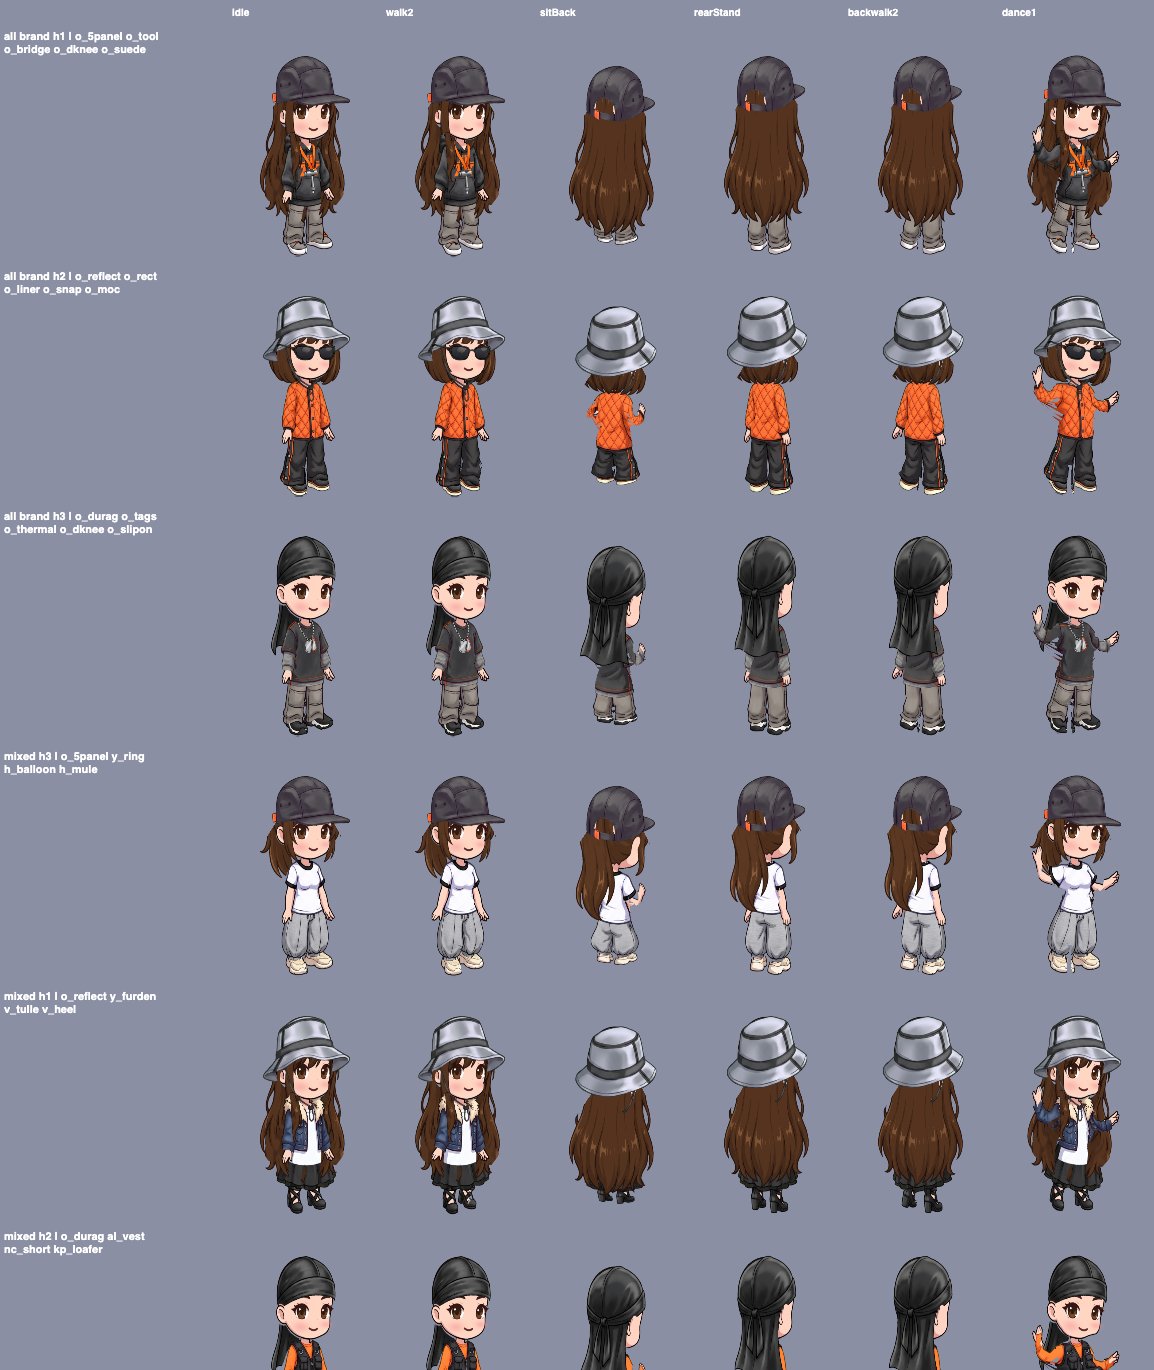 idle walk2 sitBack rearStand backwalk2 dance1
all brand h1 | o_5panel o_tool
o_bridge o_dknee o_suede
all brand h2 | o_reflect o_rect
o_liner o_snap o_moc
all brand h3 | o_durag o_tags
o_thermal o_dknee o_slipon
mixed h3 | o_5panel y_ring
h_balloon h_mule
mixed h1 | o_reflect y_furden
v_tulle v_heel
mixed h2 | o_durag al_vest
nc_short kp_loafer